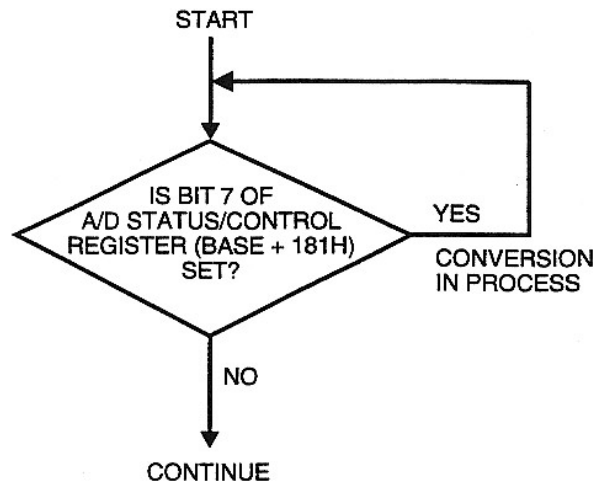 START
IS BIT 7 OF
A/D STATUS/CONTROL
REGISTER (BASE + 181H)
SET?
YES
CONVERSION
IN PROCESS
NO
CONTINUE